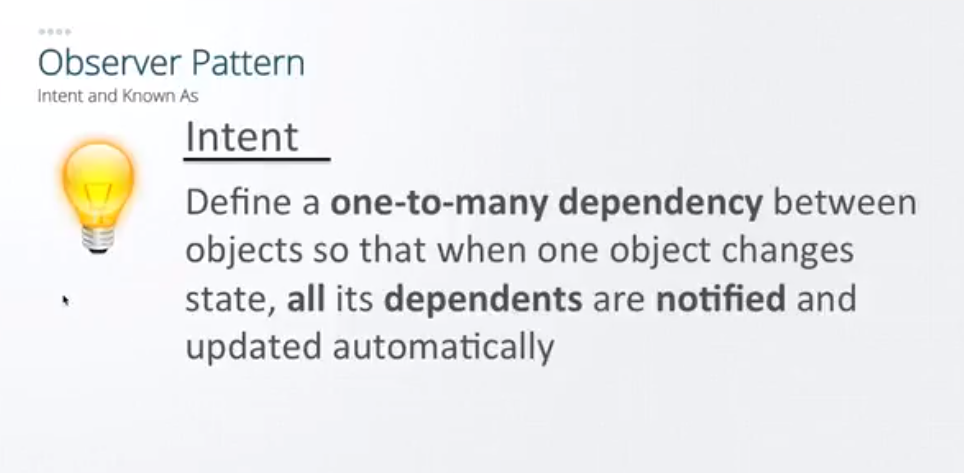 Observer Pattern
Intent and Known As
Intent
Define a one-to-many dependency between
objects so that when one object changes
state, all its dependents are notified and
updated automatically